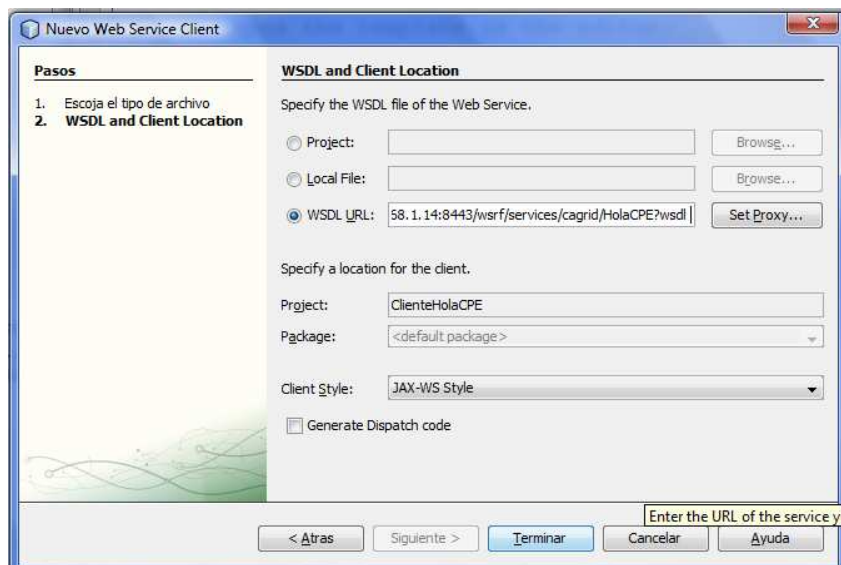 Nuevo Web Service Client
Pasos
1. Escoja el tipo de archivo
2. WSDL and Client Location
WSDL and Client Location
Specify the WSDL file of the Web Service.
Project: Browse...
Local File: Browse...
WSDL URL: 58.1.14:8443/wsrf/services/cagrid/HolaCPE?wsdl Set Proxy...
Specify a location for the client.
Project: ClienteHolaCPE
Package: <default package>
Client Style: JAX-WS Style
Generate Dispatch code
Enter the URL of the service y
< Atras Siguiente > Terminar Cancelar Ayuda